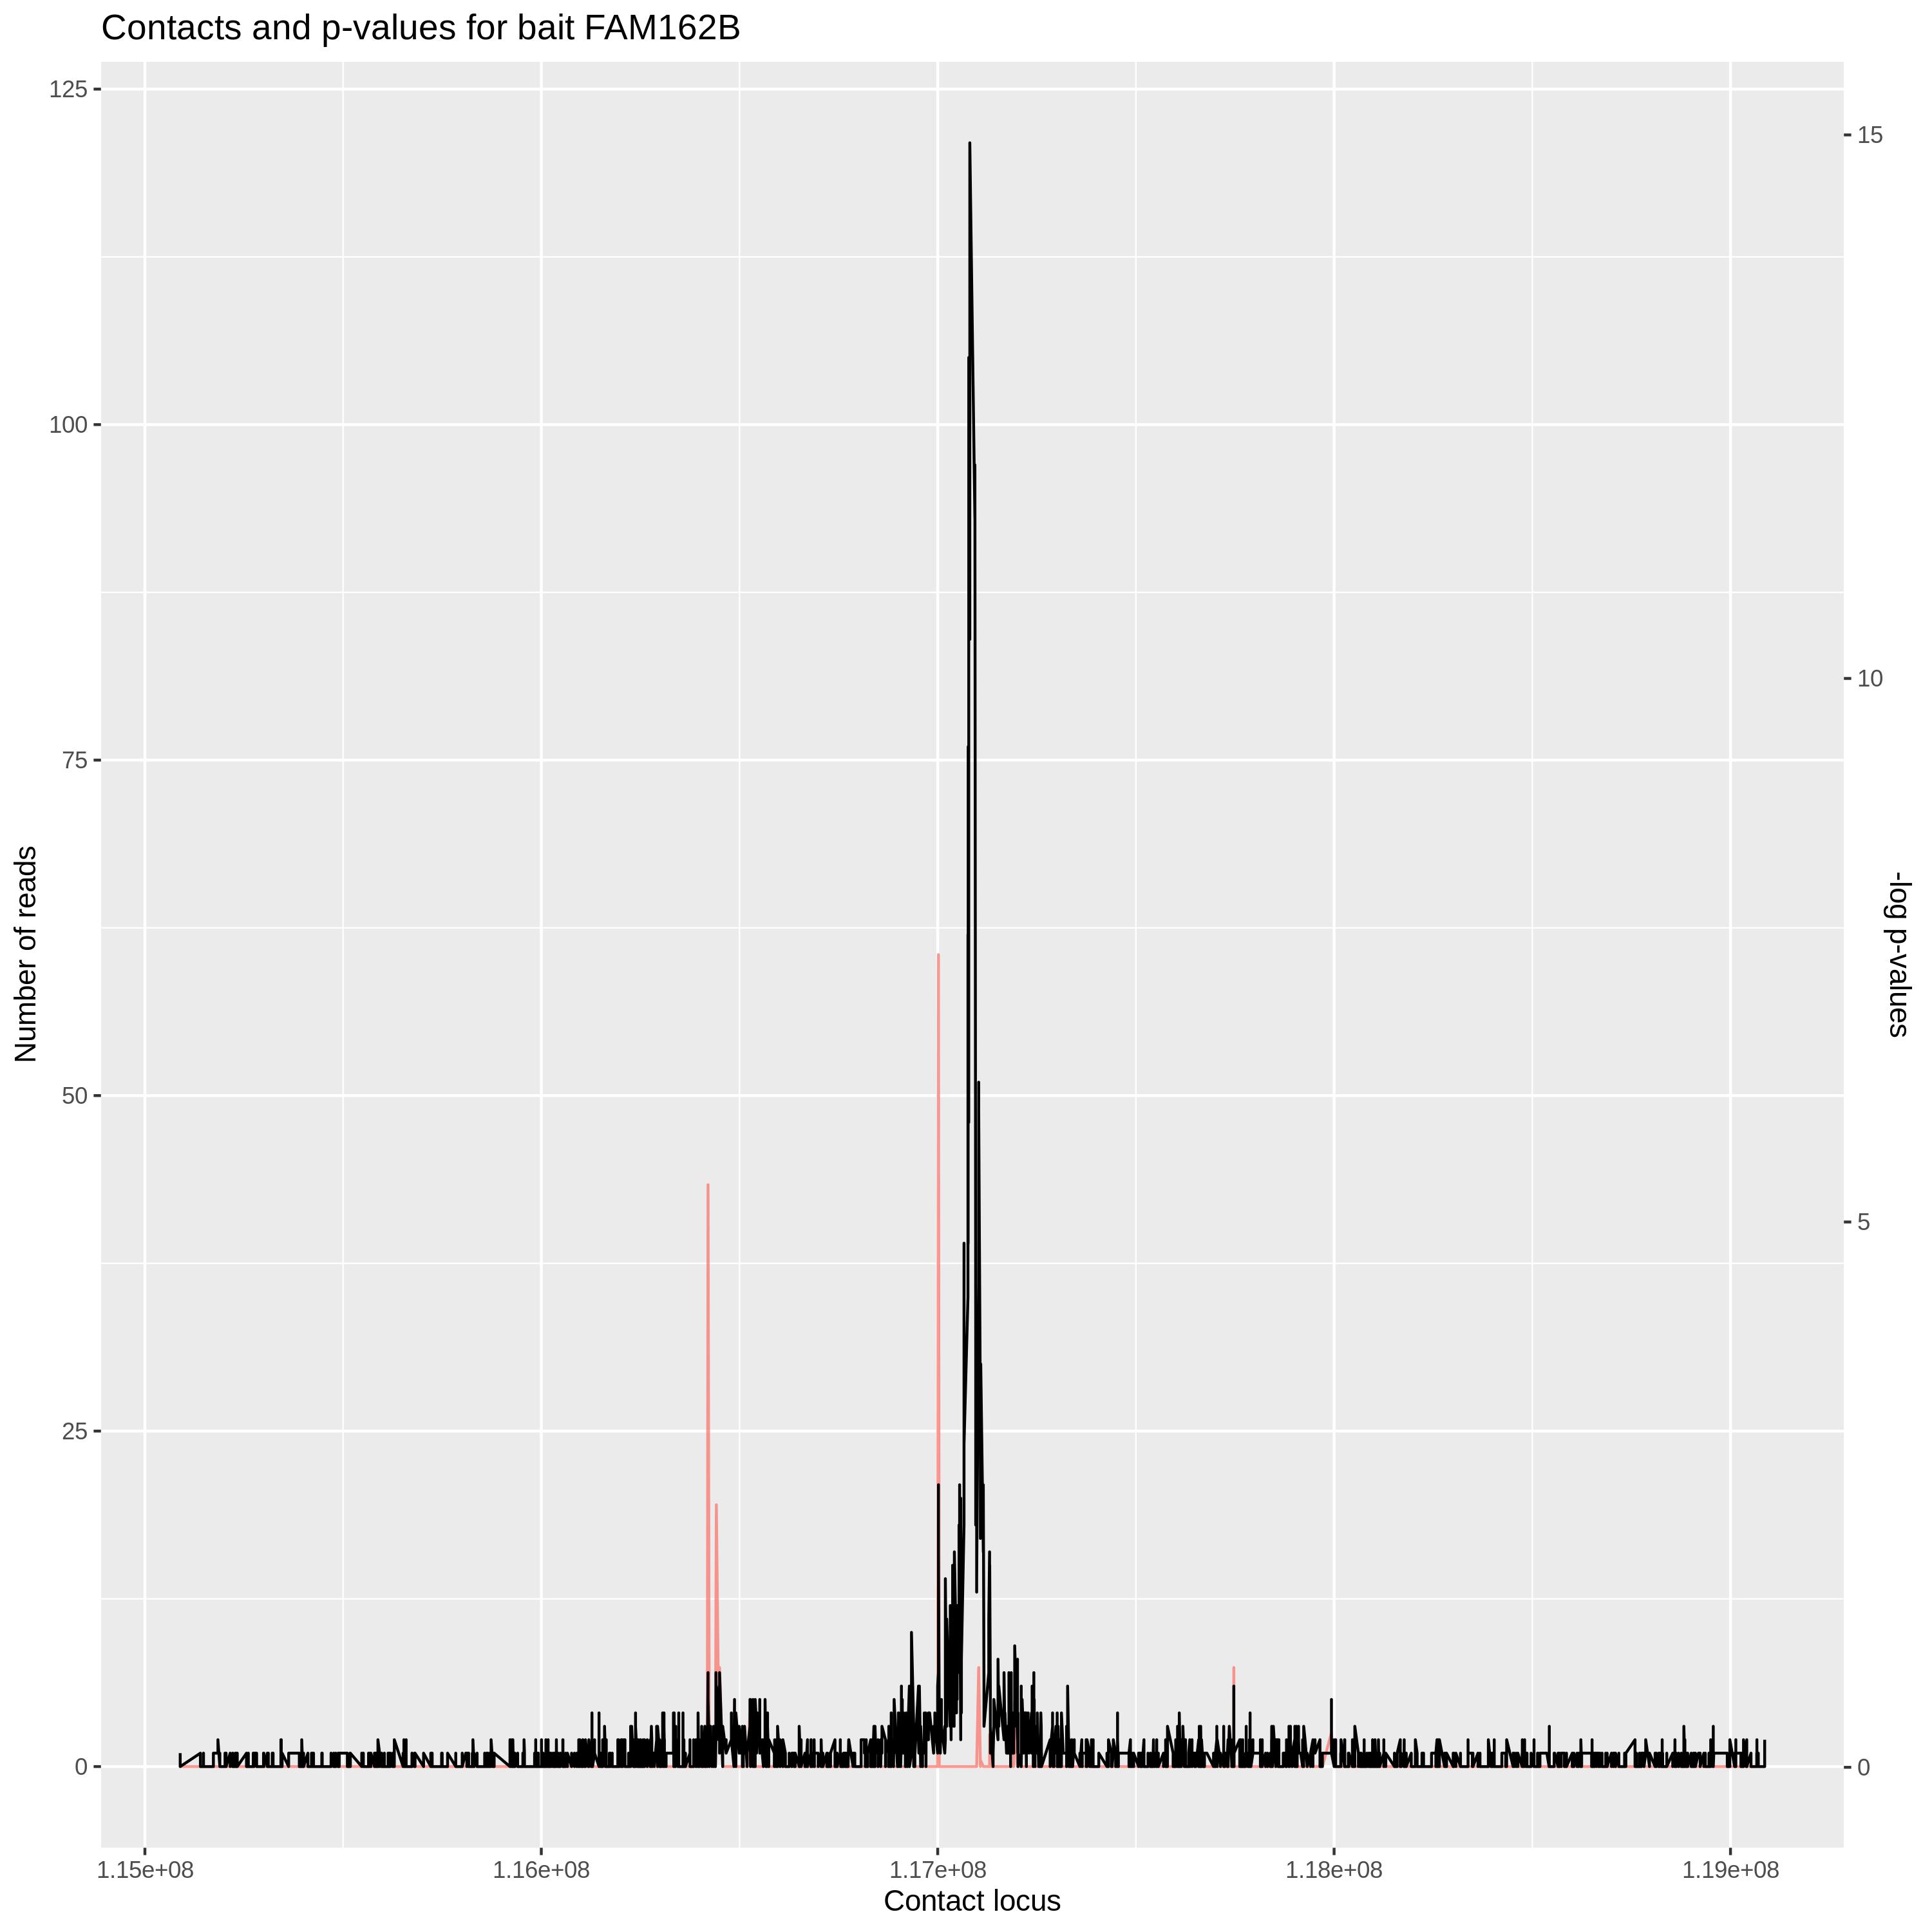 Contacts and p-values for bait FAM162B
125
100
75
50
25
0
Number of reads
15
10
5
0
-log p-values
1.15e+08 1.16e+08 1.17e+08 1.18e+08 1.19e+08
Contact locus